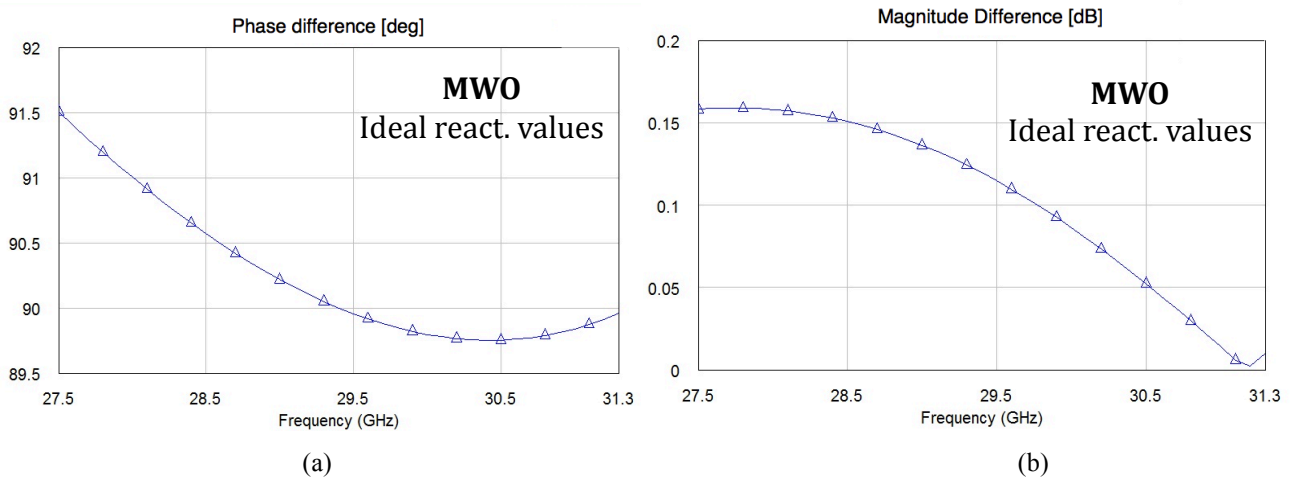 Phase difference [deg]
MWO
Ideal react. values
92
91.5
91
90.5
90
89.5
27.5 28.5 29.5 30.5 31.3
Frequency (GHz)
(a)
Magnitude Difference [dB]
MWO
Ideal react. values
0.2
0.15
0.1
0.05
0
27.5 28.5 29.5 30.5 31.3
Frequency (GHz)
(b)